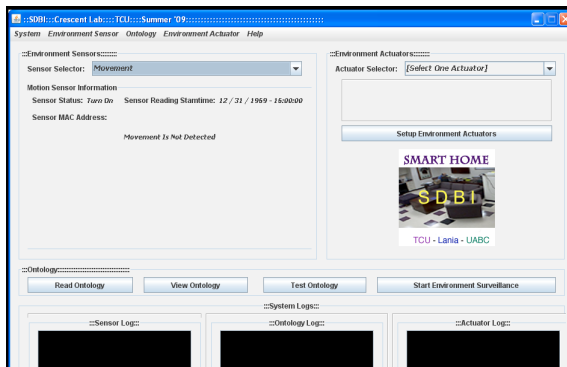 ::SDBI:::Crescent Lab::::TCU::::Summer '09:::::::::::::::::::::::::::::::::::
System Environment Sensor Ontology Environment Actuator Help
:::Environment Sensors:::::::::
Sensor Selector: Movement
Motion Sensor Information
Sensor Status: Turn On Sensor Reading Stamtime: 12 / 31 / 1969 - 16:00:00
Sensor MAC Address:
Movement Is Not Detected
:::Environment Actuators:::::::::
Actuator Selector: [Select One Actuator]
Setup Environment Actuators
SMART HOME
SDBI
TCU - Lania - UABC
:::Ontology:::::::::::::::::::::::::::::::
Read Ontology View Ontology Test Ontology Start Environment Surveillance
:::System Logs:::
:::Sensor Log::: :::Ontology Log::: :::Actuator Log:::